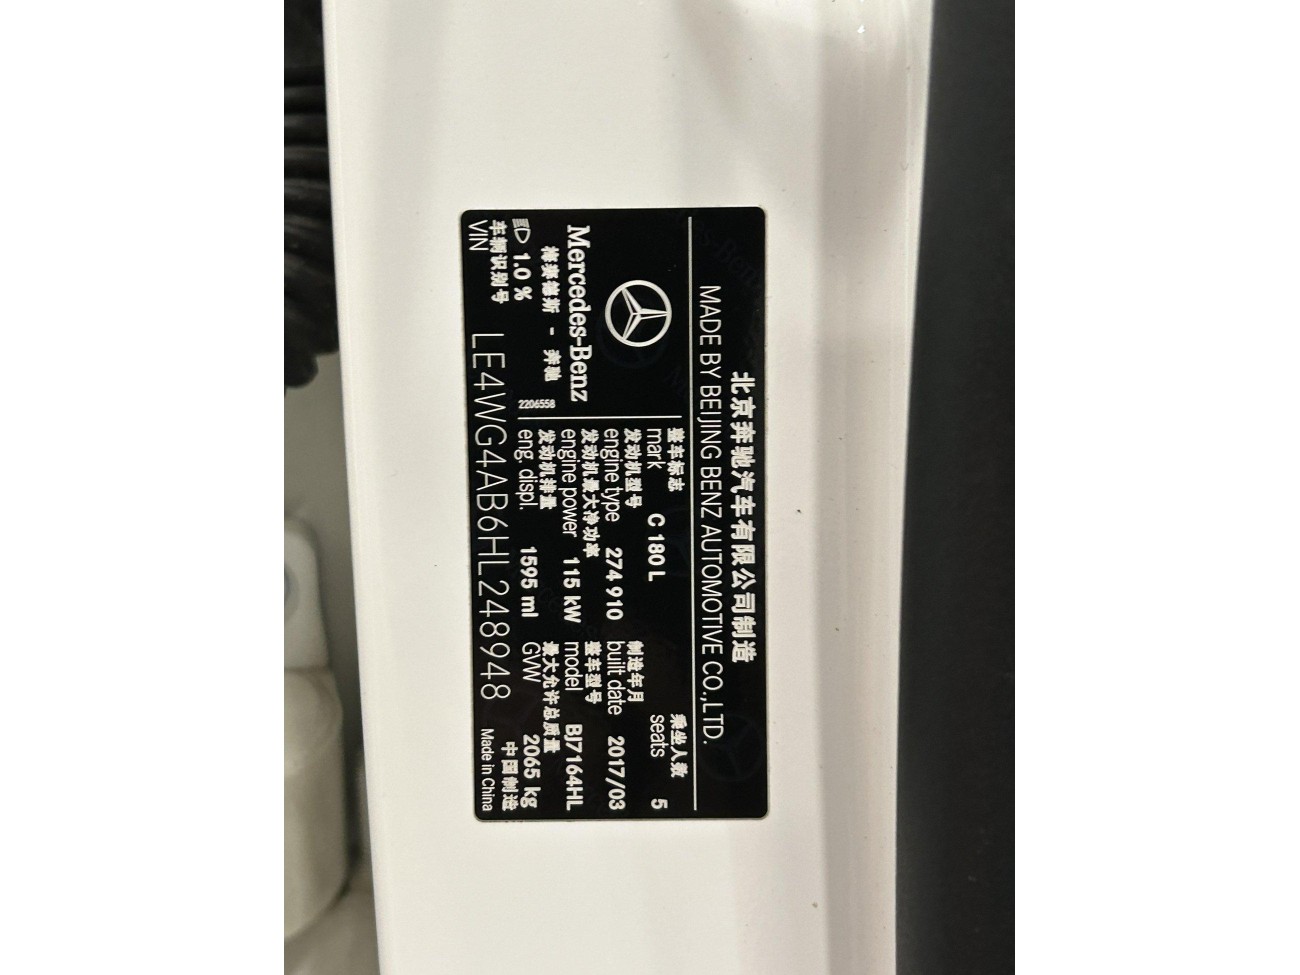 北京奔驰汽车有限公司制造
MADE BY BEIJING BENZ AUTOMOTIVE CO.,LTD.
Mercedes-Benz
梅赛德斯 - 奔驰
2206558
1.0 %
整车标志
mark C 180 L
乘坐人数
seats 5
发动机型号
engine type 274 910
制造年月
built date 2017/03
发动机最大净功率
engine power 115 kW
整车型号
model BJ7164HL
发动机排量
eng. displ. 1595 ml
最大允许总质量
GVW 2065 kg
车辆识别号
VIN LE4WG4AB6HL248948
中国制造
Made in China